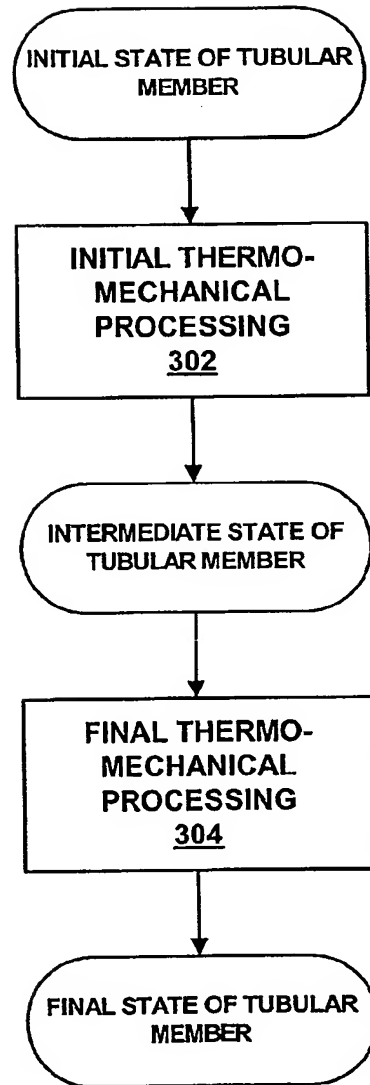 INITIAL STATE OF TUBULAR
MEMBER
INITIAL THERMO-
MECHANICAL
PROCESSING
302
INTERMEDIATE STATE OF
TUBULAR MEMBER
FINAL THERMO-
MECHANICAL
PROCESSING
304
FINAL STATE OF TUBULAR
MEMBER